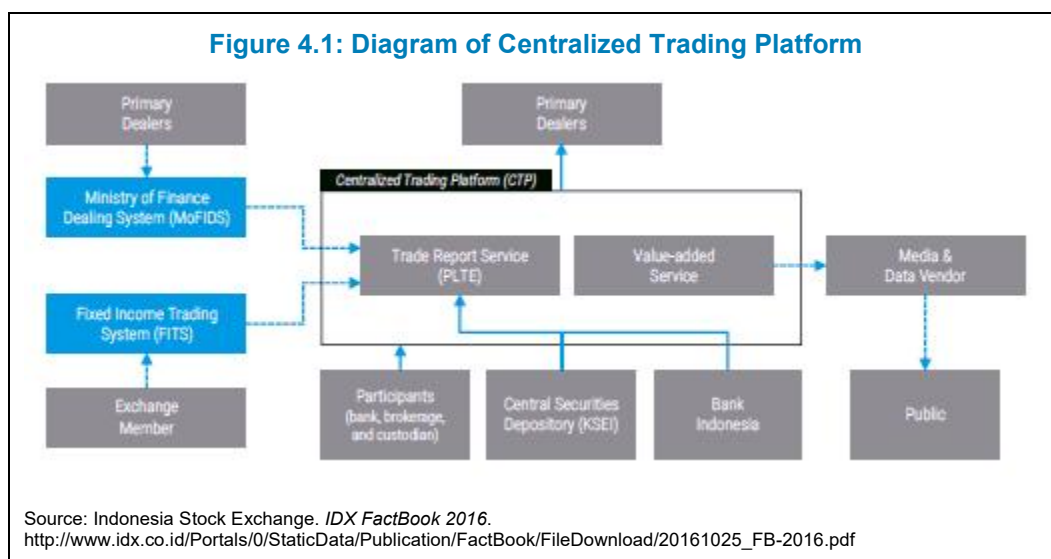 Figure 4.1: Diagram of Centralized Trading Platform
Primary
Dealers
Primary
Dealers
Centralized Trading Platform (CTP)
Ministry of Finance
Dealing System (MoFIDS)
Trade Report Service
(PLTE)
Value-added
Service
Media &
Data Vendor
Fixed Income Trading
System (FITS)
Exchange
Member
Participants
(bank, brokerage,
and custodian)
Central Securities
Depository (KSEI)
Bank
Indonesia
Public
Source: Indonesia Stock Exchange. IDX FactBook 2016.
http://www.idx.co.id/Portals/0/StaticData/Publication/FactBook/FileDownload/20161025_FB-2016.pdf